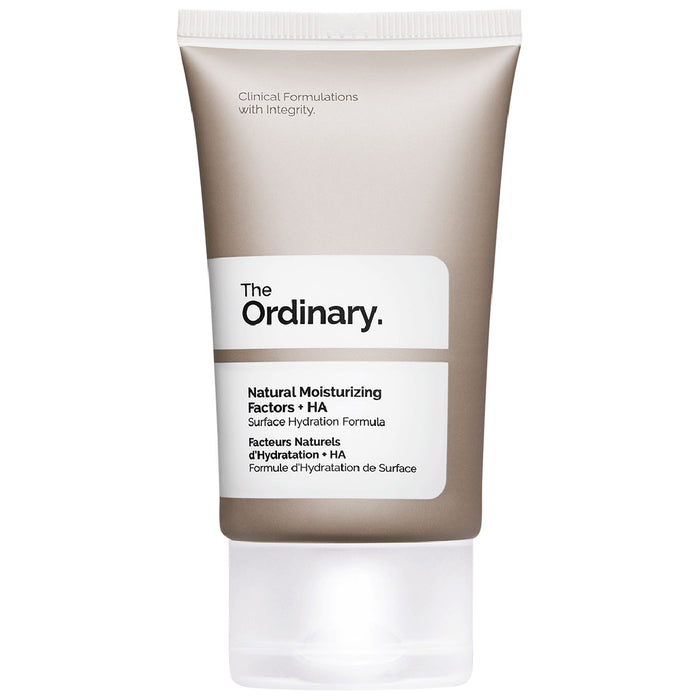 Clinical Formulations
with Integrity.
The
Ordinary.
Natural Moisturizing
Factors + HA
Surface Hydration Formula
Facteurs Naturels
d'Hydratation + HA
Formule d'Hydratation de Surface